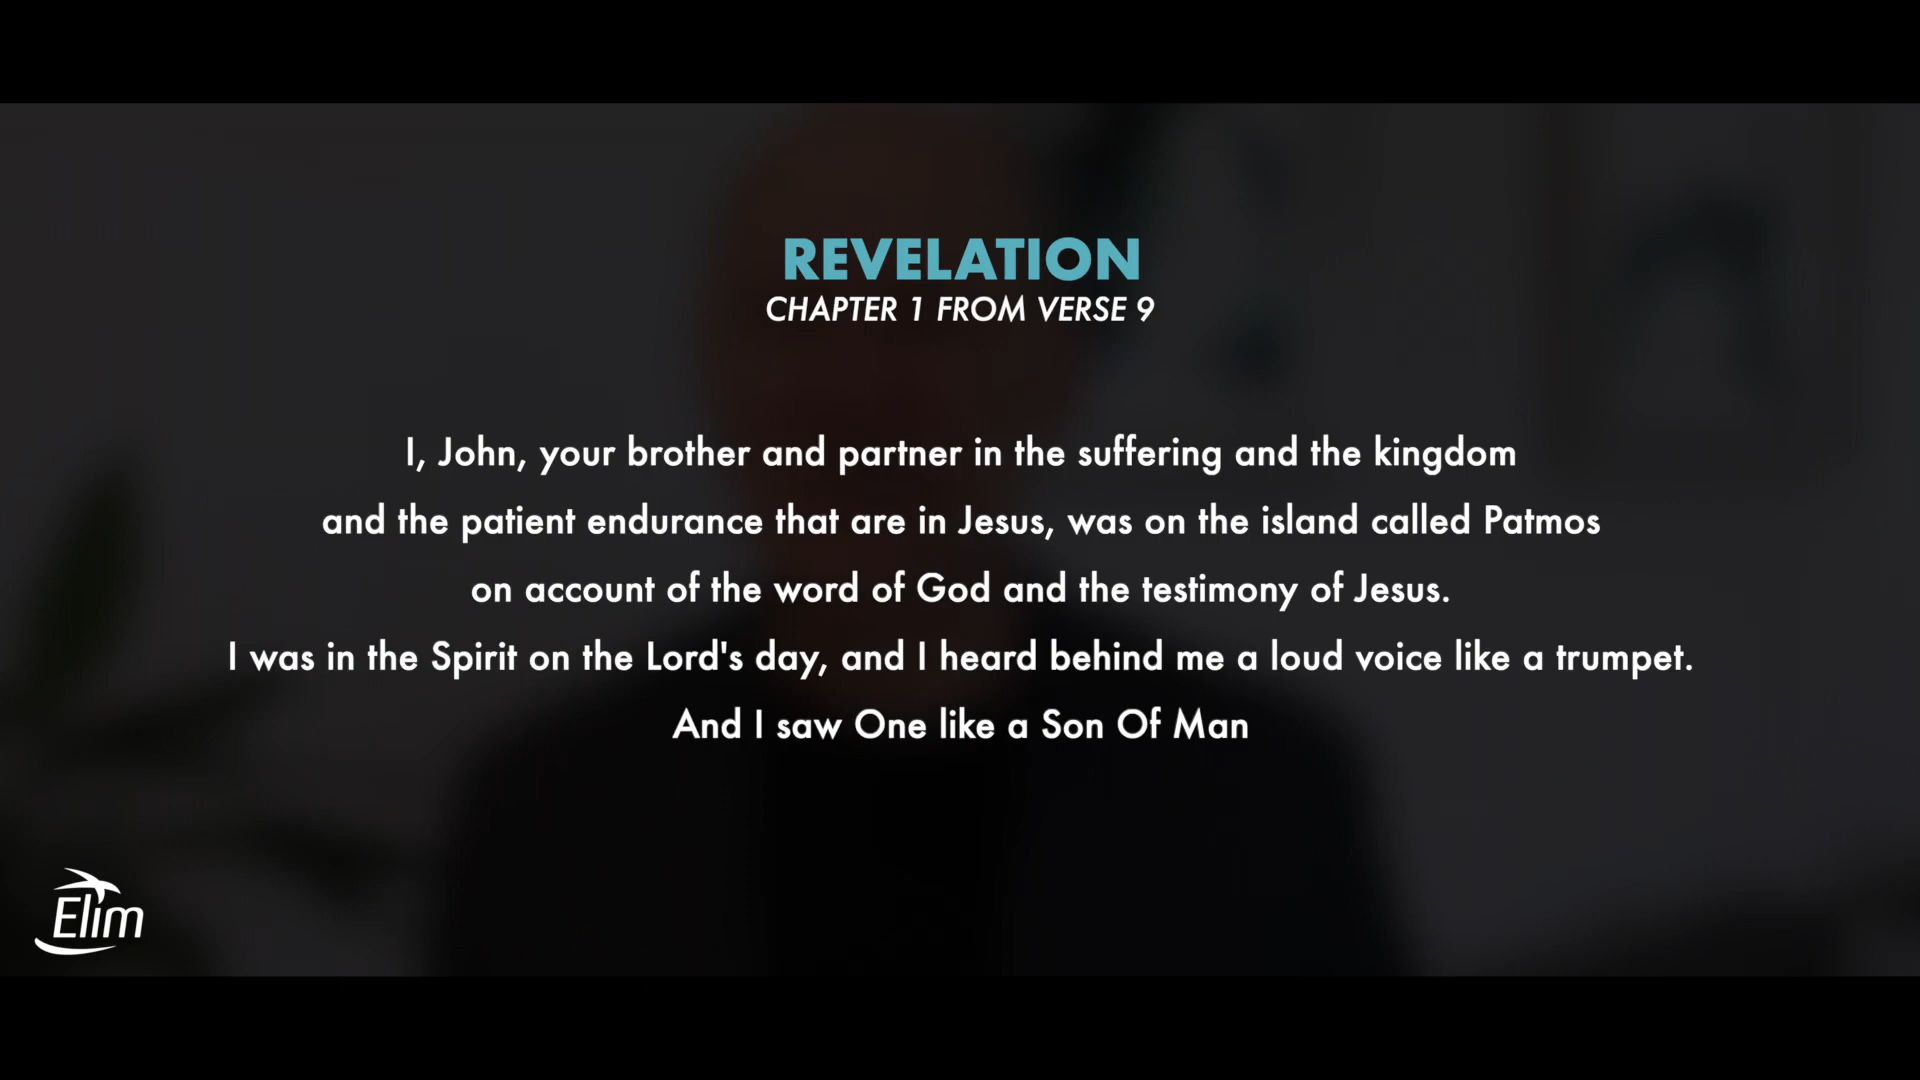 REVELATION
CHAPTER 1 FROM VERSE 9
I, John, your brother and partner in the suffering and the kingdom
and the patient endurance that are in Jesus, was on the island called Patmos
on account of the word of God and the testimony of Jesus.
I was in the Spirit on the Lord's day, and I heard behind me a loud voice like a trumpet.
And I saw One like a Son Of Man
Elim